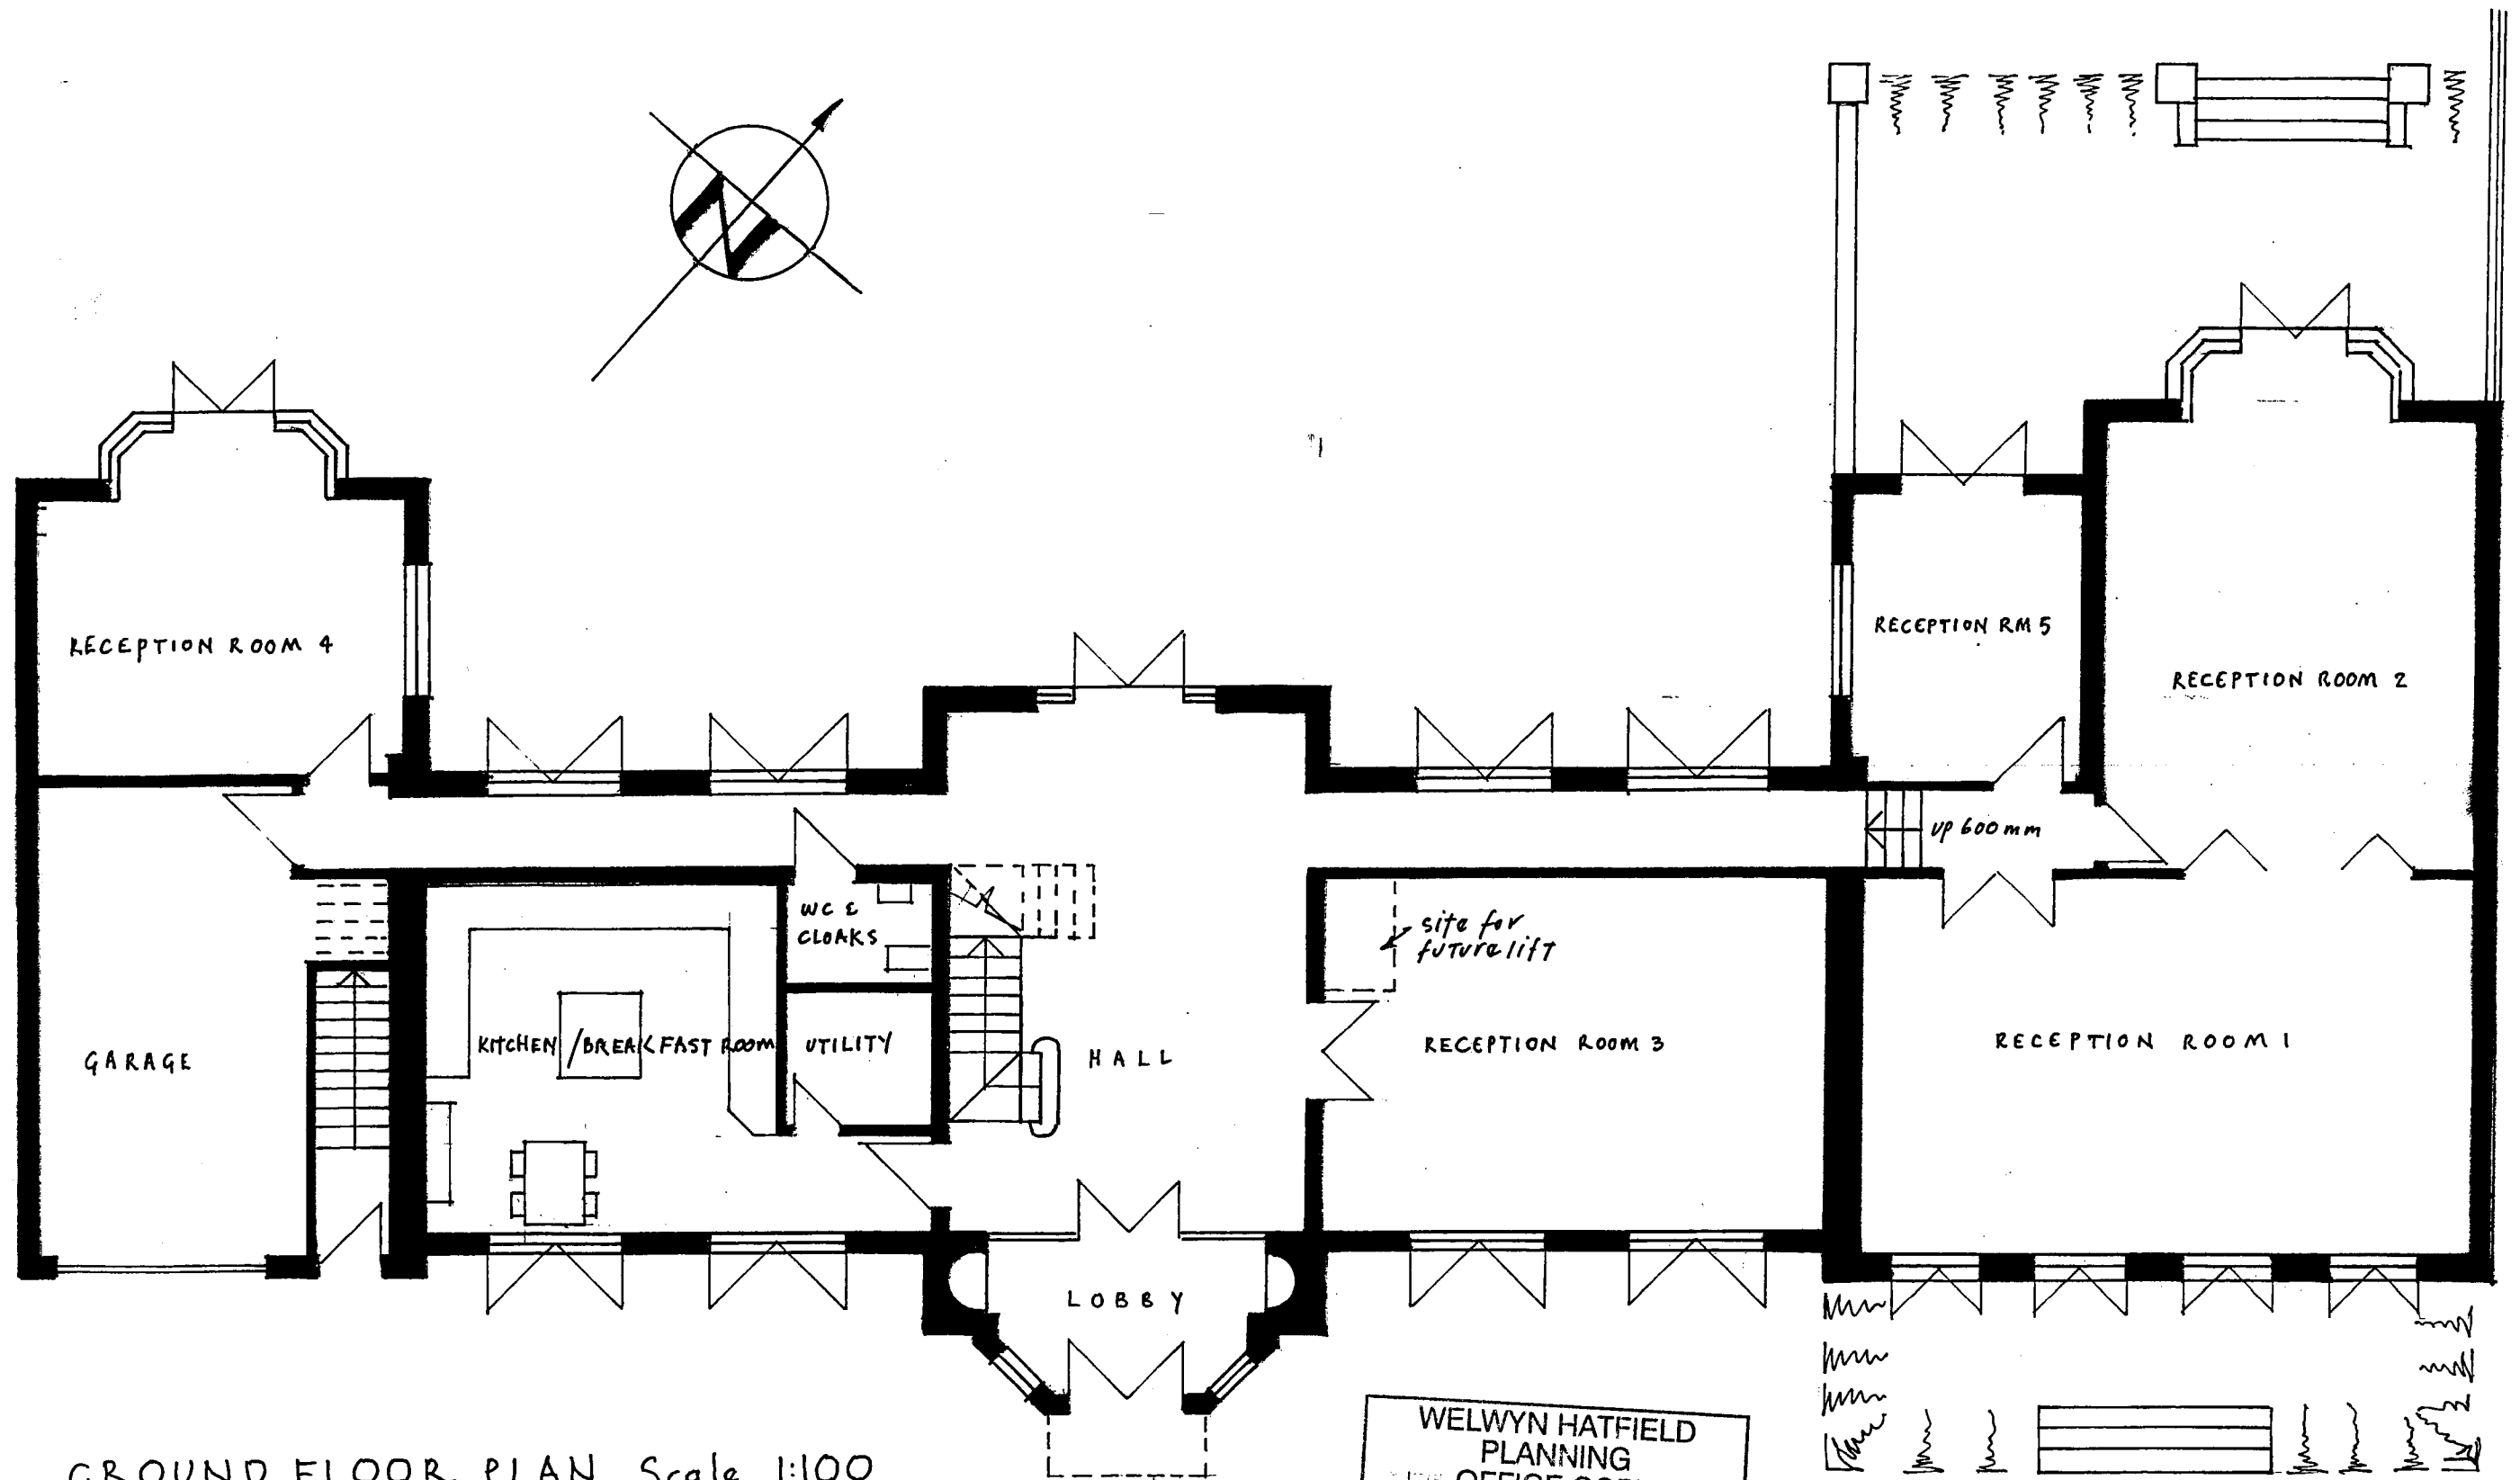 N
RECEPTION ROOM 4
RECEPTION RM 5
RECEPTION ROOM 2
UP 600mm
WC &
CLOAKS
site for
future lift
KITCHEN/BREAKFAST ROOM
UTILITY
HALL
RECEPTION ROOM 3
RECEPTION ROOM 1
GARAGE
LOBBY
GROUND FLOOR PLAN Scale 1:100
WELWYN HATFIELD
PLANNING
OFFICE COPY